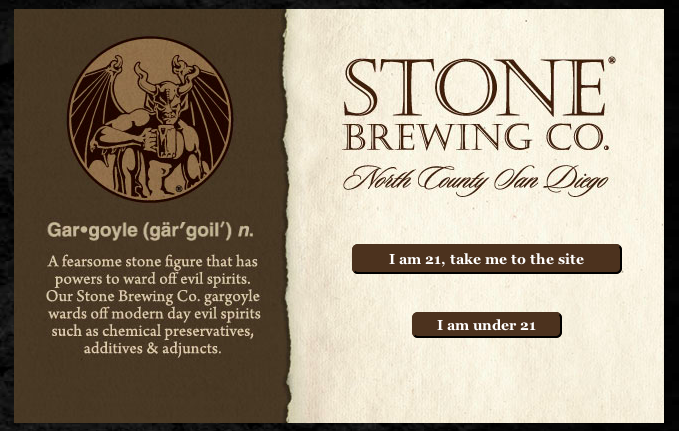 Gar•goyle (gär′goil′) n.
A fearsome stone figure that has
powers to ward off evil spirits.
Our Stone Brewing Co. gargoyle
wards off modern day evil spirits
such as chemical preservatives,
additives & adjuncts.
STONE®
BREWING CO.
North County San Diego
I am 21, take me to the site
I am under 21